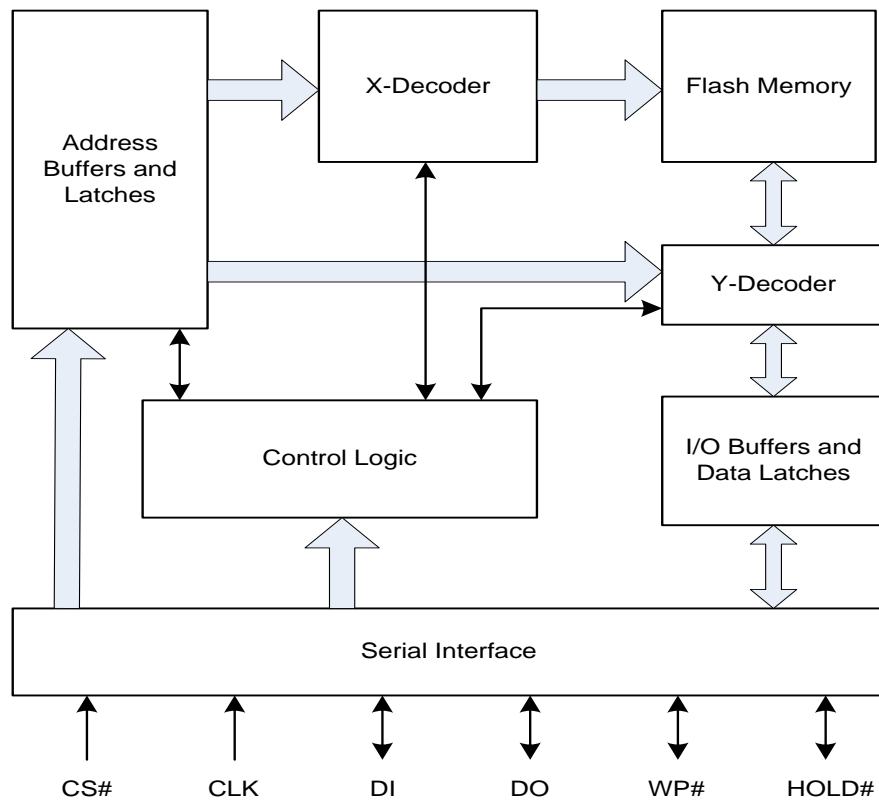 Address
Buffers and
Latches
X-Decoder
Flash Memory
Y-Decoder
Control Logic
I/O Buffers and
Data Latches
Serial Interface
CS# CLK DI DO WP# HOLD#